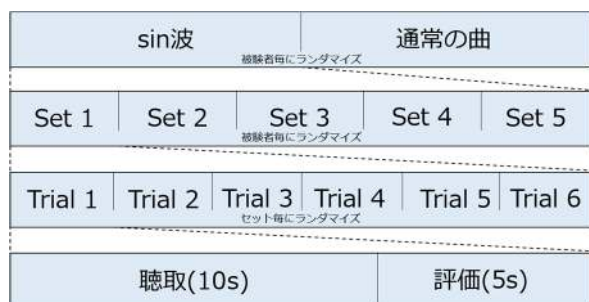 sin波 通常の曲
被験者毎にランダマイズ
Set 1 Set 2 Set 3 Set 4 Set 5
被験者毎にランダマイズ
Trial 1 Trial 2 Trial 3 Trial 4 Trial 5 Trial 6
セット毎にランダマイズ
聴取(10s) 評価(5s)